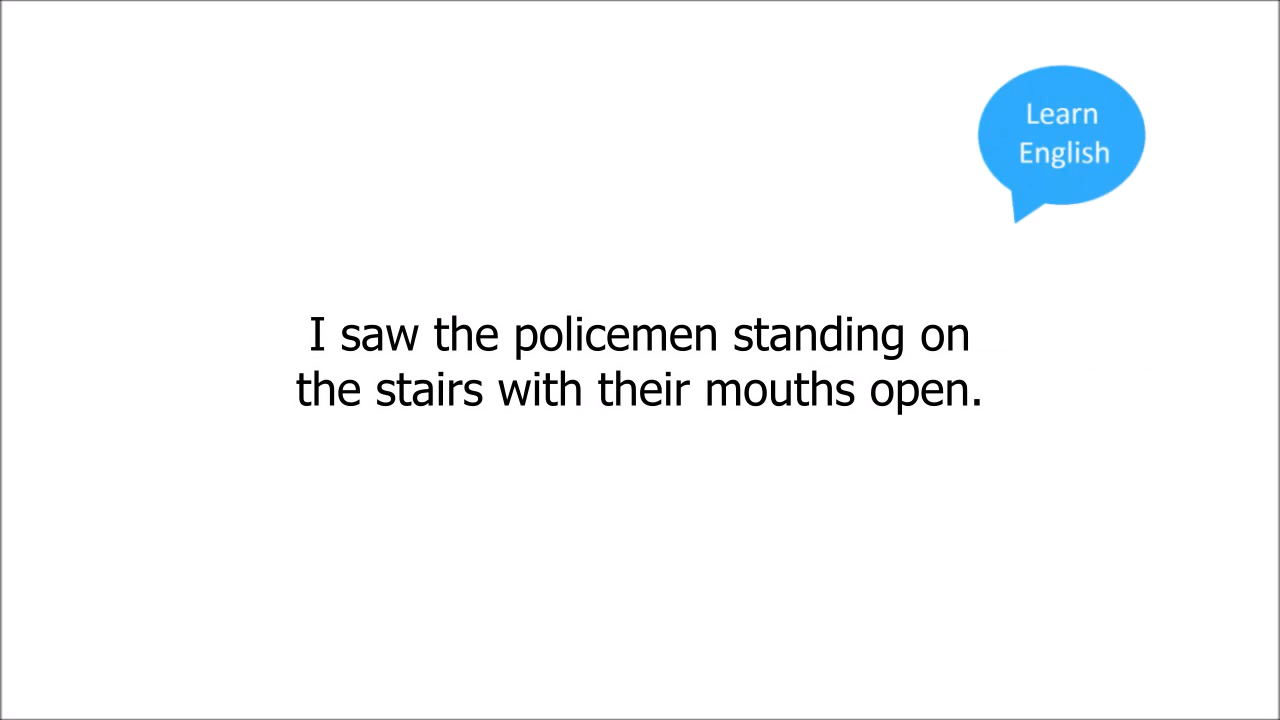 Learn
English
I saw the policemen standing on
the stairs with their mouths open.